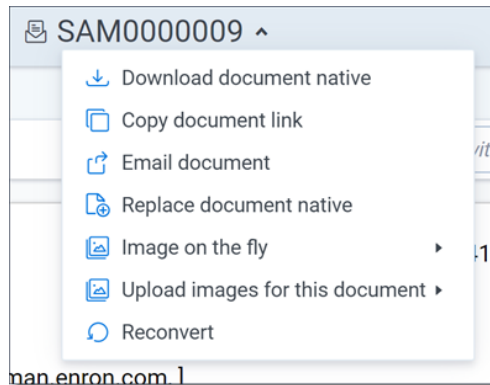 SAM0000009
Download document native
Copy document link
Email document
Replace document native
Image on the fly
Upload images for this document
Reconvert
man.enron.com, ]